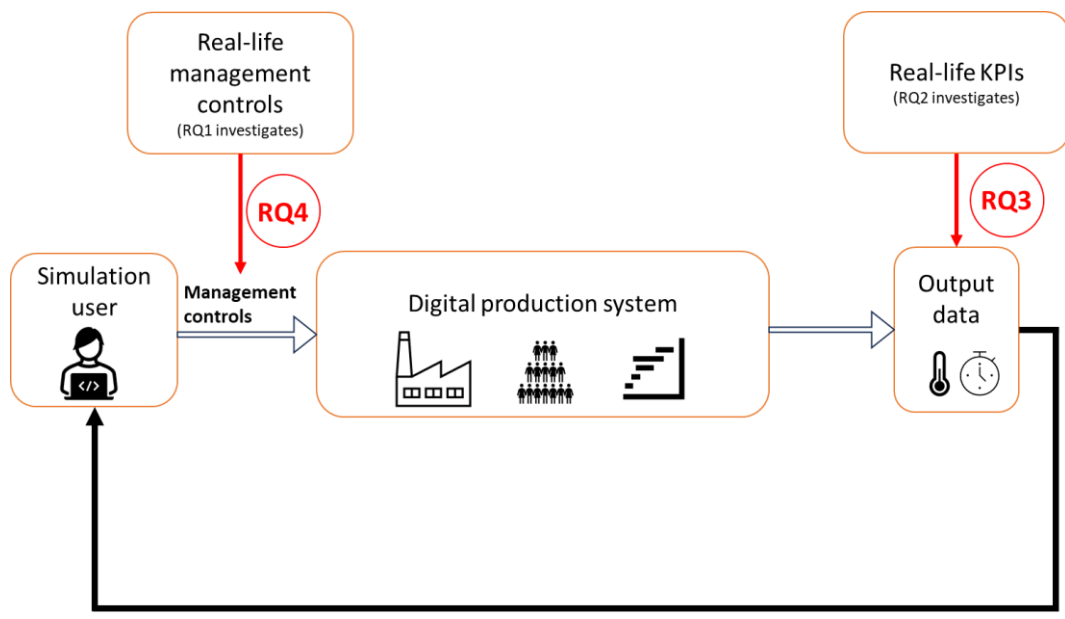 Real-life
management
controls
(RQ1 investigates)
Real-life KPIs
(RQ2 investigates)
RQ4
RQ3
Simulation
user
</>
Management
controls
Digital production system
Output
data